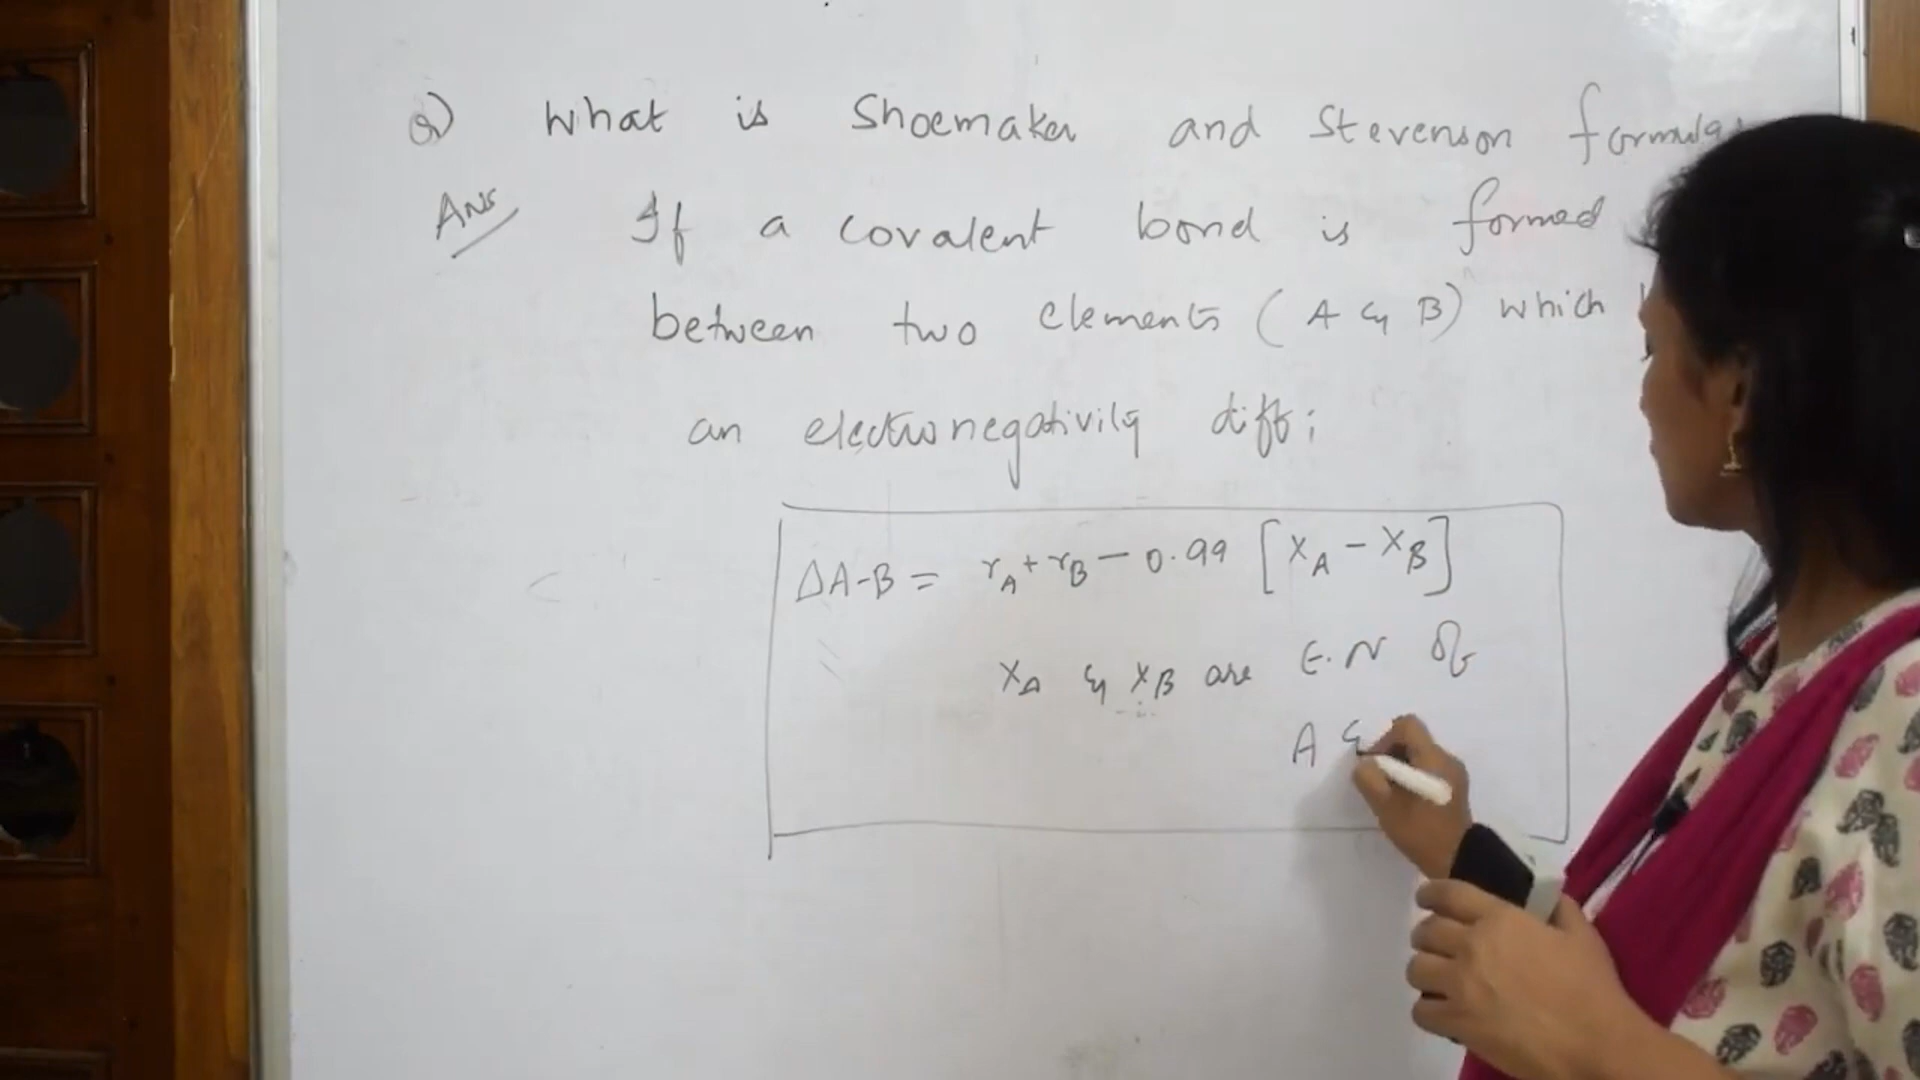 Q) What is Shoemaker and Stevenson formula
Ans If a covalent bond is formed
between two elements (A & B) which
an electronegativity diff;
ΔA-B = rA + rB - 0.99 [XA - XB]
XA & XB are E.N of
A &